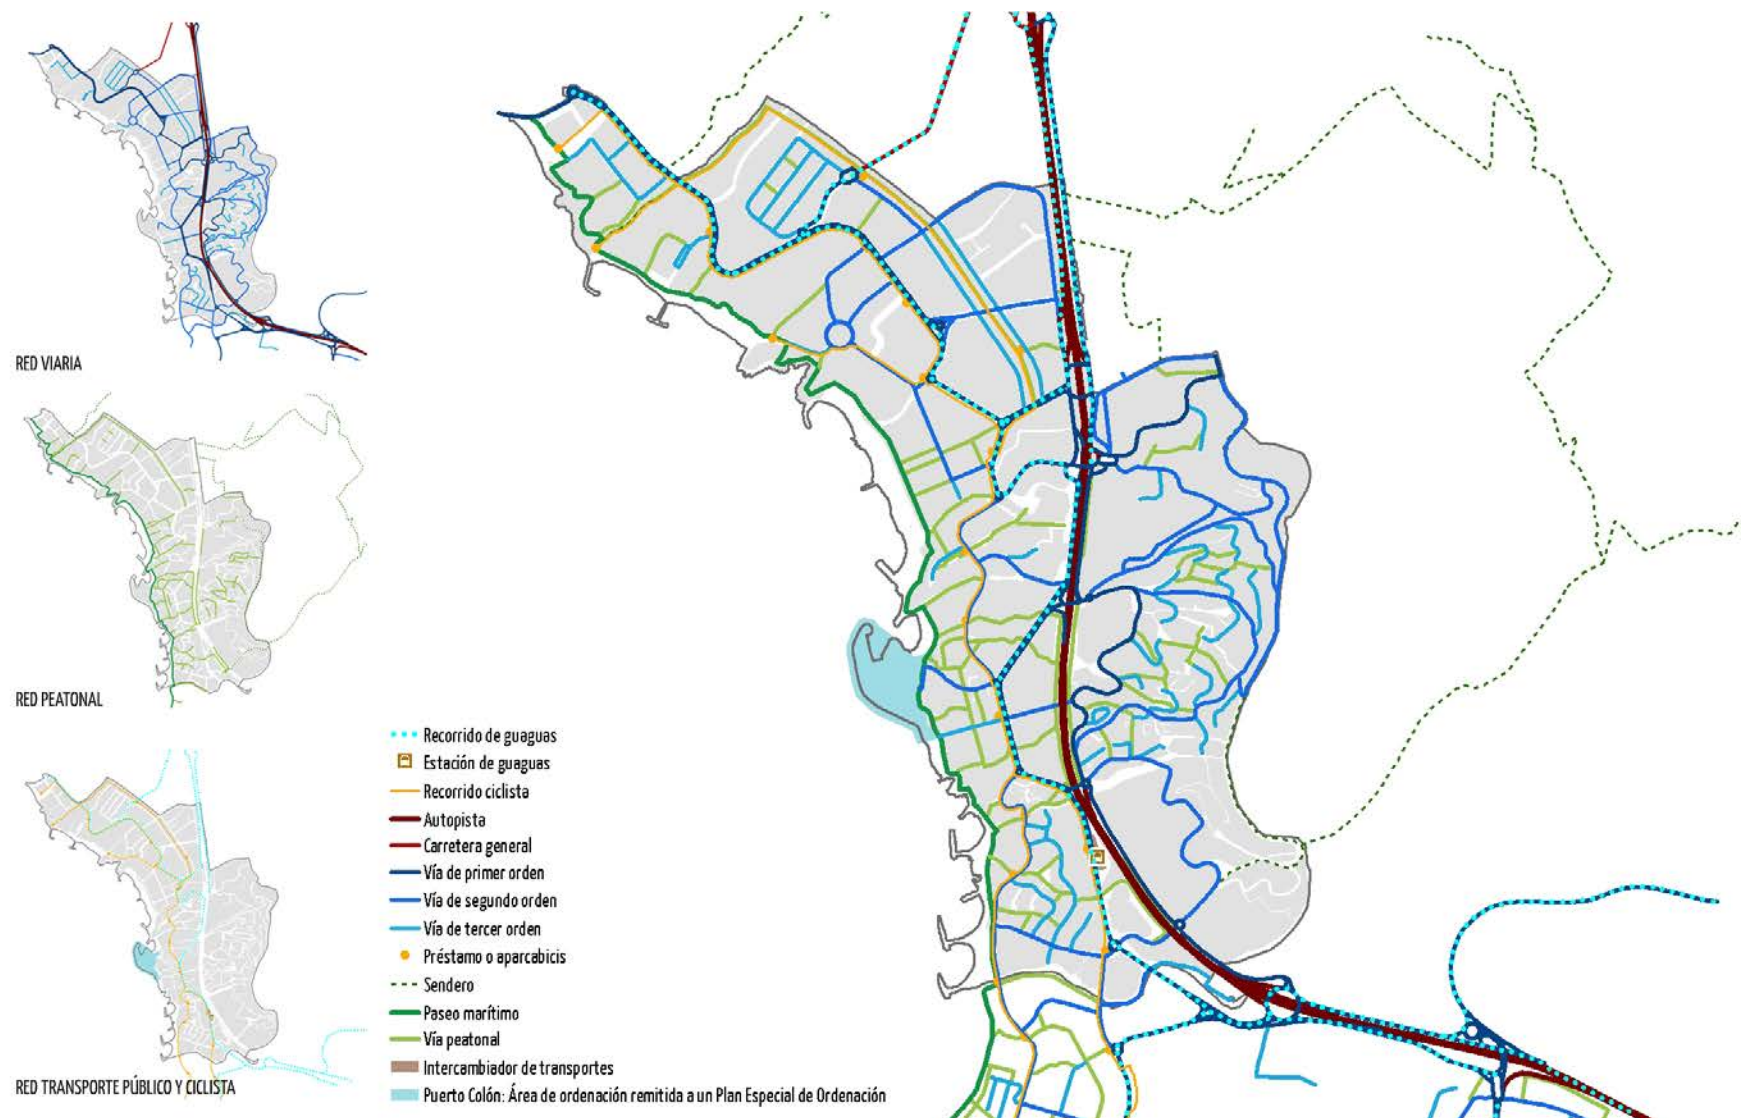 RED VIARIA
RED PEATONAL
RED TRANSPORTE PÚBLICO Y CICLISTA
Recorrido de guaguas
Estación de guaguas
Recorrido ciclista
Autopista
Carretera general
Vía de primer orden
Vía de segundo orden
Vía de tercer orden
Préstamo o aparcabicis
Sendero
Paseo marítimo
Vía peatonal
Intercambiador de transportes
Puerto Colón: Área de ordenación remitida a un Plan Especial de Ordenación